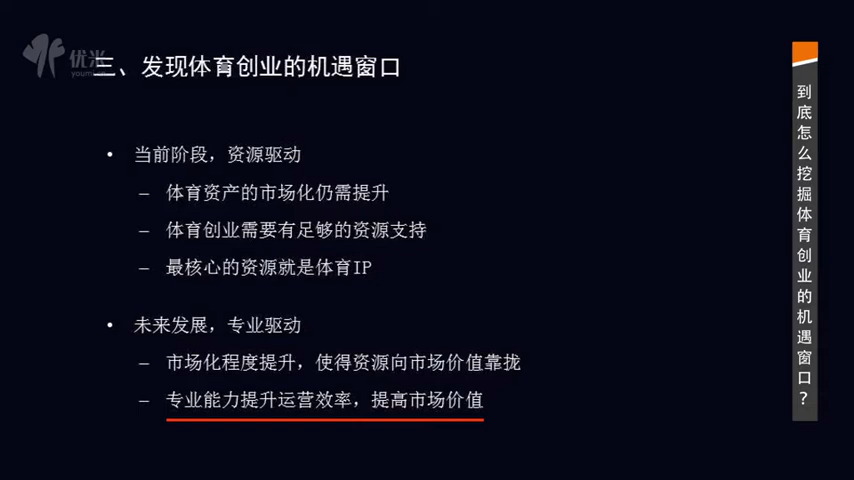 优米
youmi.cn
三、发现体育创业的机遇窗口
• 当前阶段，资源驱动
– 体育资产的市场化仍需提升
– 体育创业需要有足够的资源支持
– 最核心的资源就是体育IP
• 未来发展，专业驱动
– 市场化程度提升，使得资源向市场价值靠拢
– 专业能力提升运营效率，提高市场价值
到底怎么挖掘体育创业的机遇窗口？